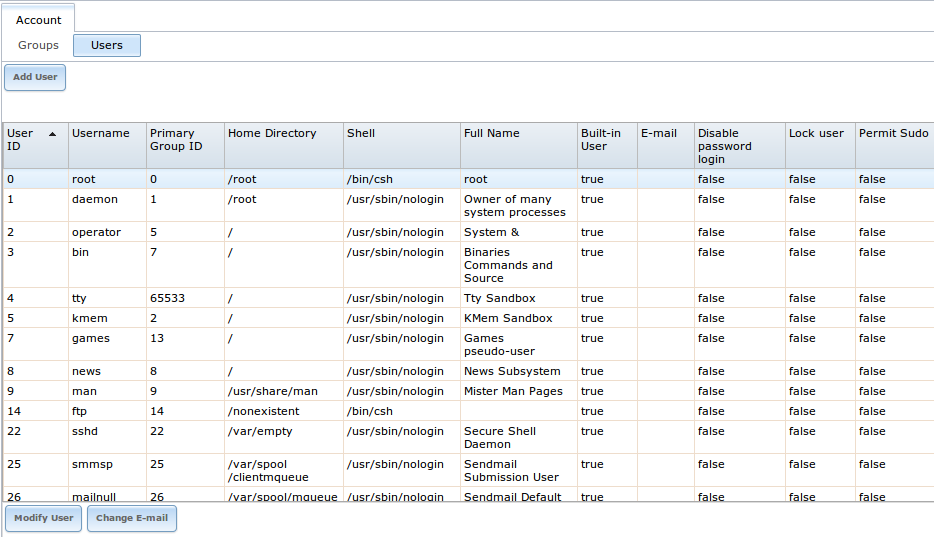 Account
Groups Users
Add User
User ID Username Primary Group ID Home Directory Shell Full Name Built-in User E-mail Disable password login Lock user Permit Sudo
0 root 0 /root /bin/csh root true false false false
1 daemon 1 /root /usr/sbin/nologin Owner of many system processes true false false false
2 operator 5 / /usr/sbin/nologin System & true false false false
3 bin 7 / /usr/sbin/nologin Binaries Commands and Source true false false false
4 tty 65533 / /usr/sbin/nologin Tty Sandbox true false false false
5 kmem 2 / /usr/sbin/nologin KMem Sandbox true false false false
7 games 13 / /usr/sbin/nologin Games pseudo-user true false false false
8 news 8 / /usr/sbin/nologin News Subsystem true false false false
9 man 9 /usr/share/man /usr/sbin/nologin Mister Man Pages true false false false
14 ftp 14 /nonexistent /bin/csh true false false false
22 sshd 22 /var/empty /usr/sbin/nologin Secure Shell Daemon true false false false
25 smmsp 25 /var/spool /clientmqueue /usr/sbin/nologin Sendmail Submission User true false false false
26 mailnull 26 /var/spool/mqueue /usr/sbin/nologin Sendmail Default true false false false
Modify User Change E-mail